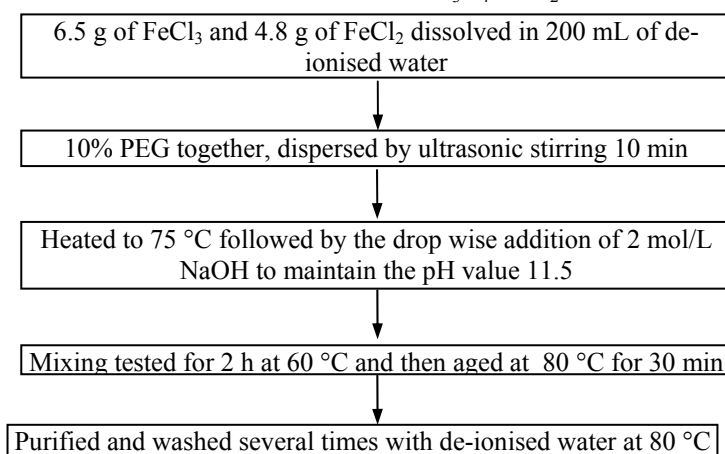 6.5 g of FeCl₃ and 4.8 g of FeCl₂ dissolved in 200 mL of de-
ionised water
10% PEG together, dispersed by ultrasonic stirring 10 min
Heated to 75 °C followed by the drop wise addition of 2 mol/L
NaOH to maintain the pH value 11.5
Mixing tested for 2 h at 60 °C and then aged at 80 °C for 30 min
Purified and washed several times with de-ionised water at 80 °C